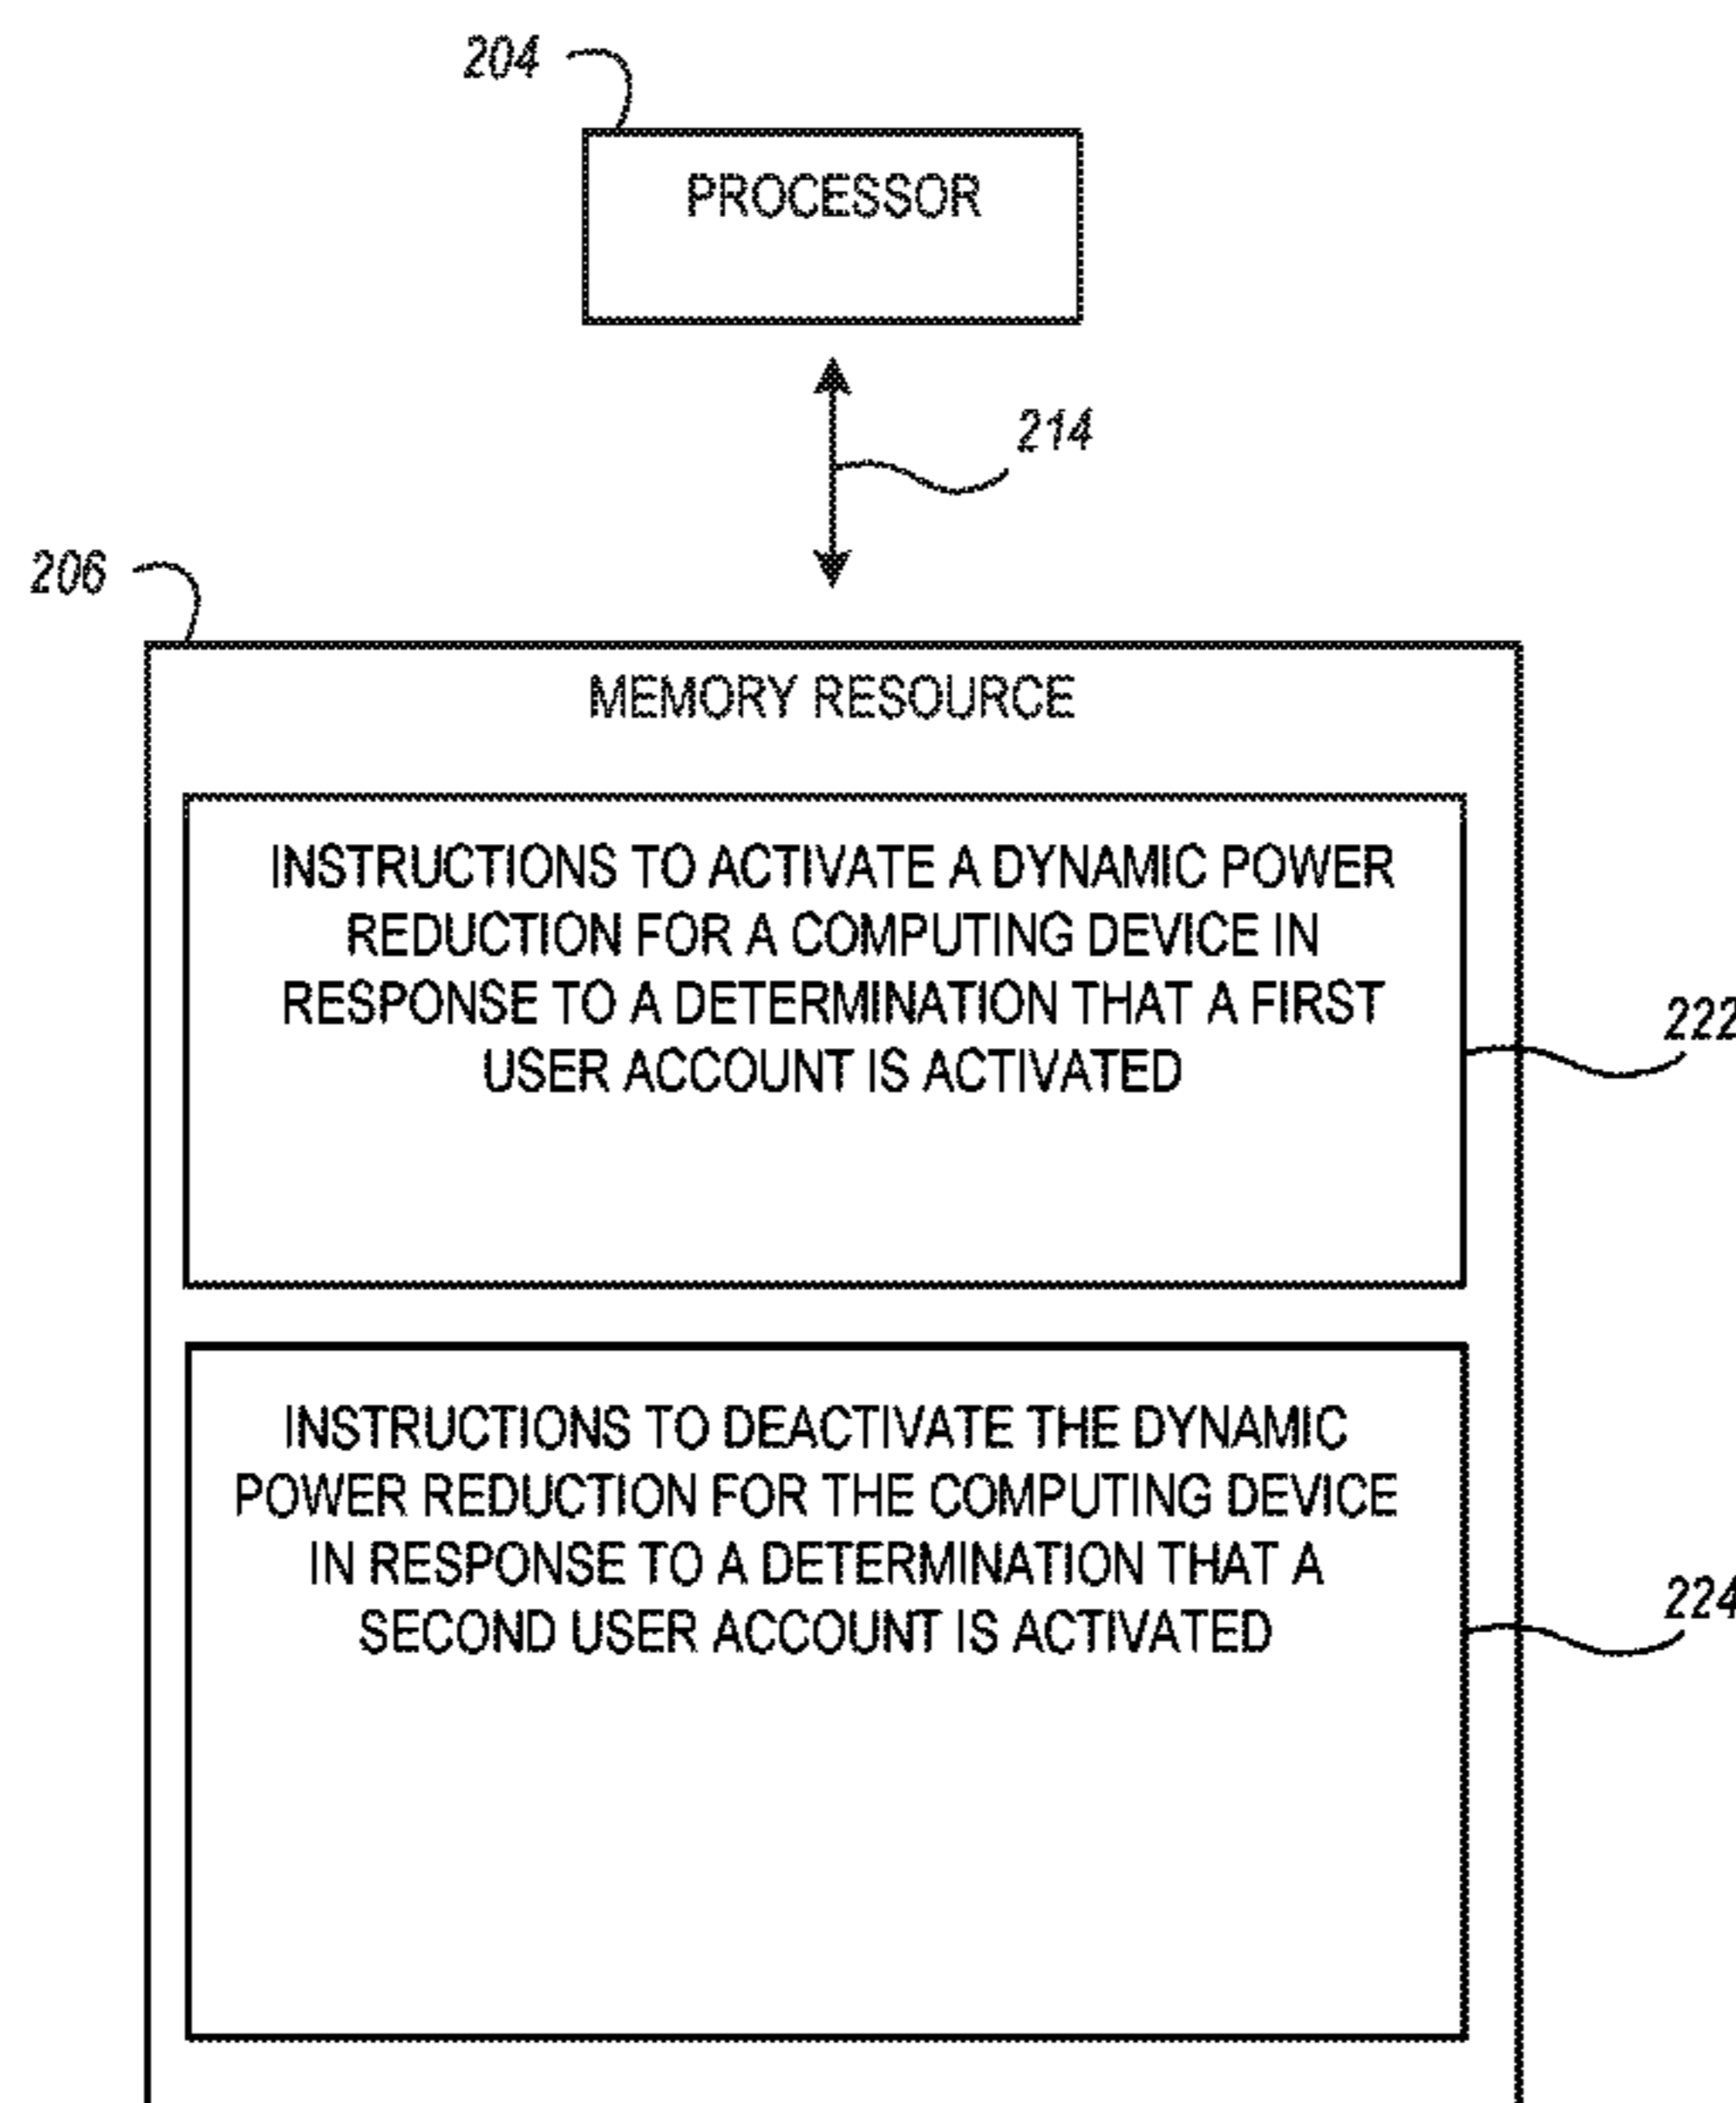 204
PROCESSOR
214
206
MEMORY RESOURCE
INSTRUCTIONS TO ACTIVATE A DYNAMIC POWER
REDUCTION FOR A COMPUTING DEVICE IN
RESPONSE TO A DETERMINATION THAT A FIRST
USER ACCOUNT IS ACTIVATED
222
INSTRUCTIONS TO DEACTIVATE THE DYNAMIC
POWER REDUCTION FOR THE COMPUTING DEVICE
IN RESPONSE TO A DETERMINATION THAT A
SECOND USER ACCOUNT IS ACTIVATED
224